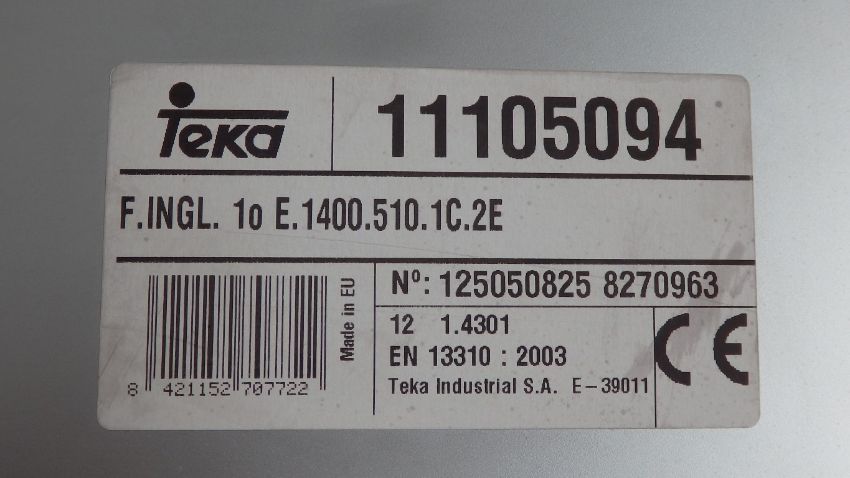 Teka
11105094
F.INGL. 1o E.1400.510.1C.2E
Made in EU
8 421152 707722
Nº: 125050825 8270963
12 1.4301
EN 13310 : 2003
Teka Industrial S.A. E-39011
CE